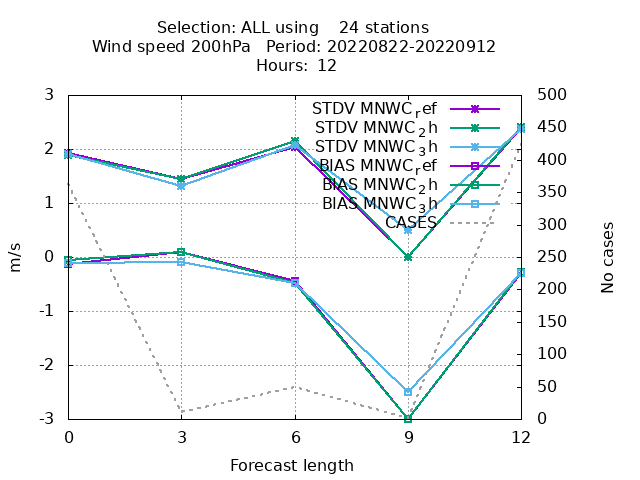 Selection: ALL using    24 stations
Wind speed 200hPa   Period: 20220822-20220912
Hours: 12
3
2
1
0
-1
-2
-3
m/s
500
450
400
350
300
250
200
150
100
50
0
No cases
STDV MNWC_ref
STDV MNWC_2h
STDV MNWC_3h
BIAS MNWC_ref
BIAS MNWC_2h
BIAS MNWC_3h
CASES
0 3 6 9 12
Forecast length